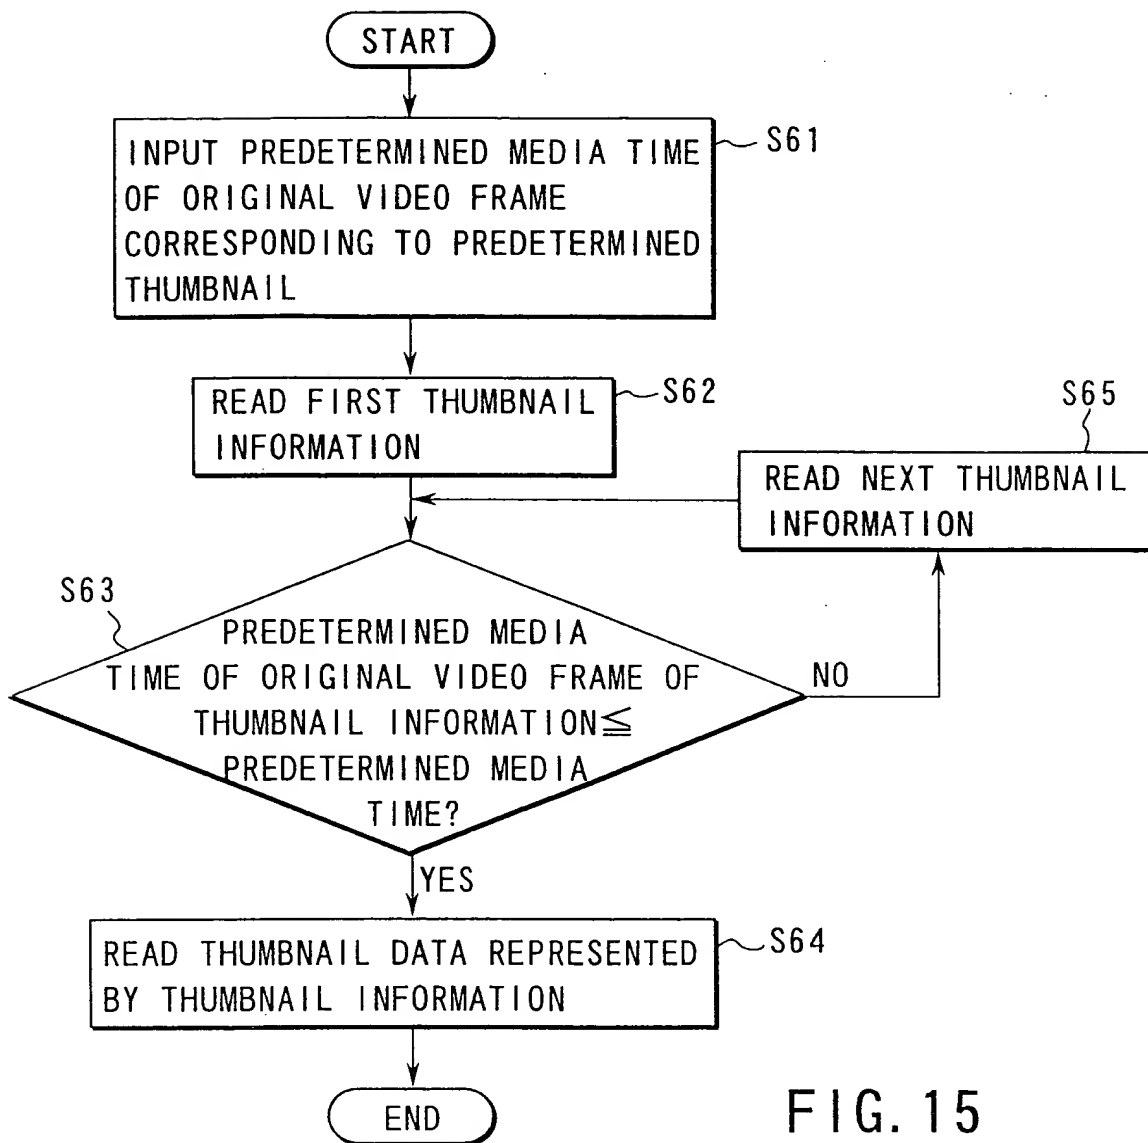 START
INPUT PREDETERMINED MEDIA TIME
OF ORIGINAL VIDEO FRAME
CORRESPONDING TO PREDETERMINED
THUMBNAIL
S61
READ FIRST THUMBNAIL
INFORMATION
S62
S65
READ NEXT THUMBNAIL
INFORMATION
S63
PREDETERMINED MEDIA
TIME OF ORIGINAL VIDEO FRAME OF
THUMBNAIL INFORMATION≦
PREDETERMINED MEDIA
TIME?
NO
YES
READ THUMBNAIL DATA REPRESENTED
BY THUMBNAIL INFORMATION
S64
END
FIG. 15